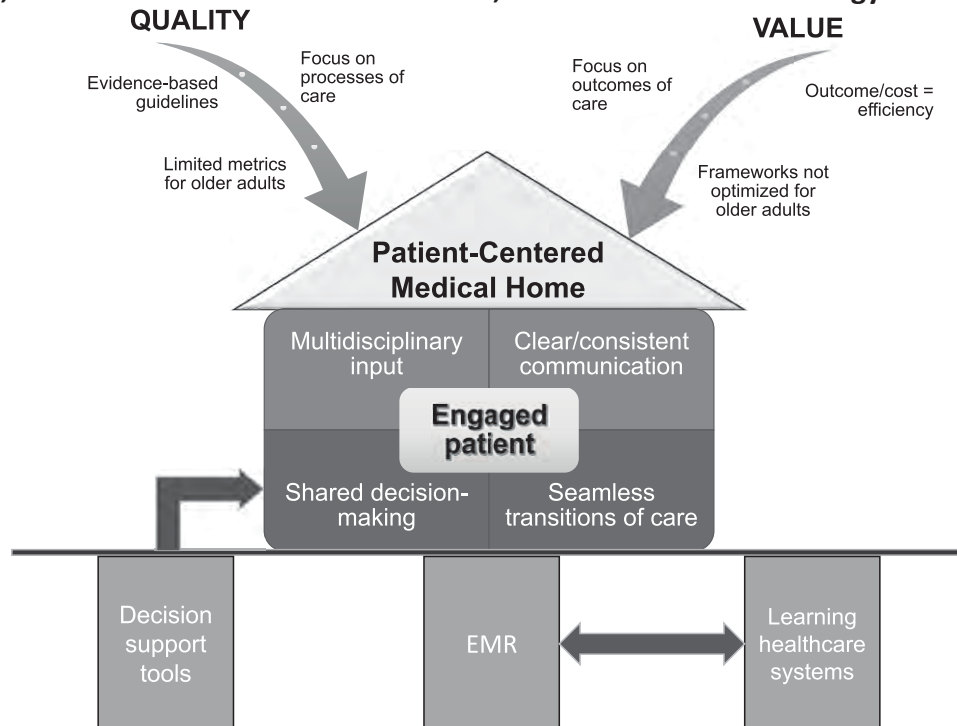 QUALITY
VALUE
Focus on
processes of
care
Evidence-based
guidelines
Limited metrics
for older adults
Focus on
outcomes of
care
Outcome/cost =
efficiency
Frameworks not
optimized for
older adults
Patient-Centered
Medical Home
Multidisciplinary
input
Clear/consistent
communication
Engaged
patient
Shared decision-
making
Seamless
transitions of care
Decision
support
tools
EMR
Learning
healthcare
systems